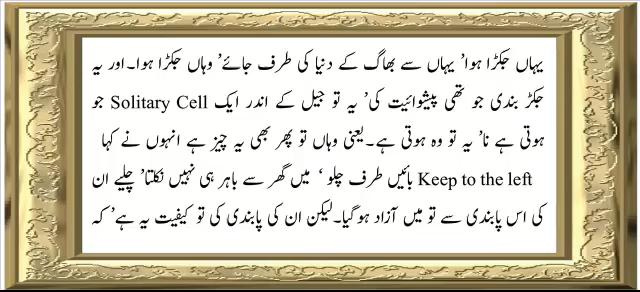 یہاں جکڑا ہوا’ یہاں سے بھاگ کے دنیا کی طرف جائے’ وہاں جکڑا ہوا۔اور یہ
جکڑ بندی جو تھی پیشوائیت کی’ یہ تو جیل کے اندر ایک Solitary Cell جو
ہوتی ہے نا’ یہ تو وہ ہوتی ہے۔یعنی وہاں تو پھر بھی یہ چیز ہے انہوں نے کہا
Keep to the left بائیں طرف چلو ‘ میں گھر سے باہر ہی نہیں نکلتا’ چلیے ان
کی اس پابندی سے تو میں آزاد ہوگیا۔لیکن ان کی پابندی کی تو کیفیت یہ ہے’ کہ